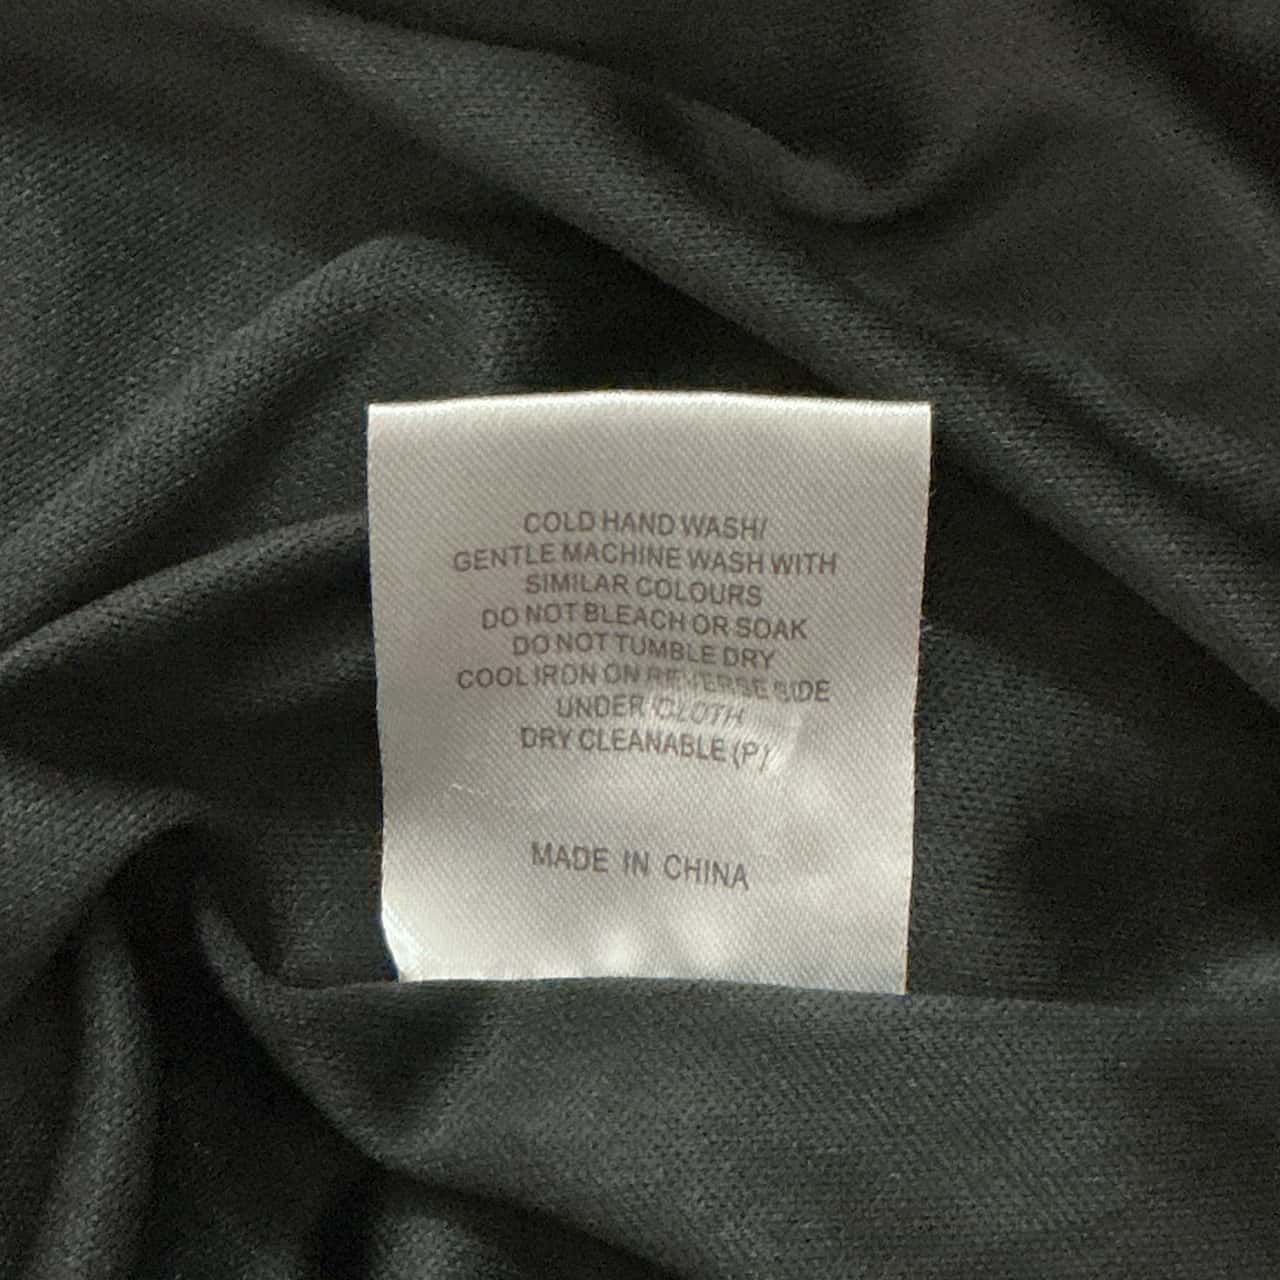 COLD HAND WASH/
GENTLE MACHINE WASH WITH
SIMILAR COLOURS
DO NOT BLEACH OR SOAK
DO NOT TUMBLE DRY
COOL IRON ON REVERSE SIDE
UNDER CLOTH
DRY CLEANABLE (P)
MADE IN CHINA